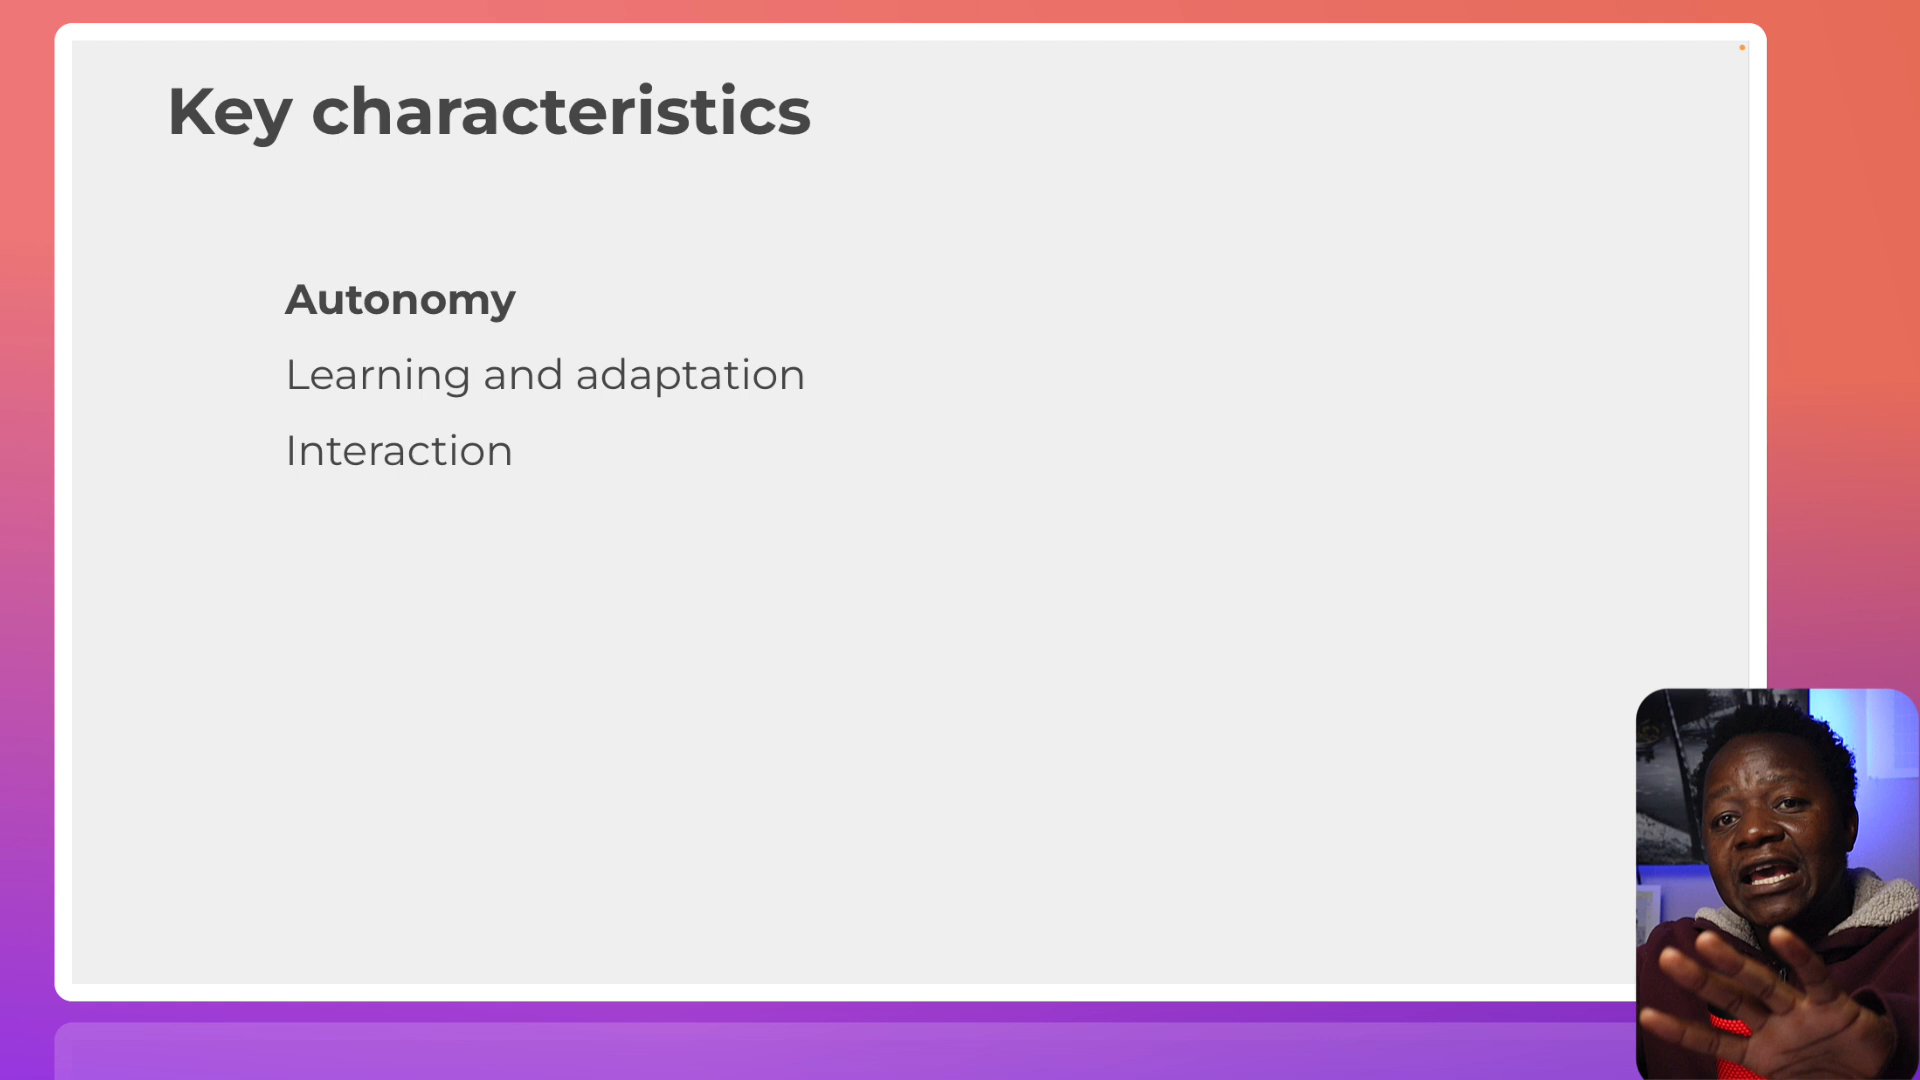 Key characteristics
Autonomy
Learning and adaptation
Interaction